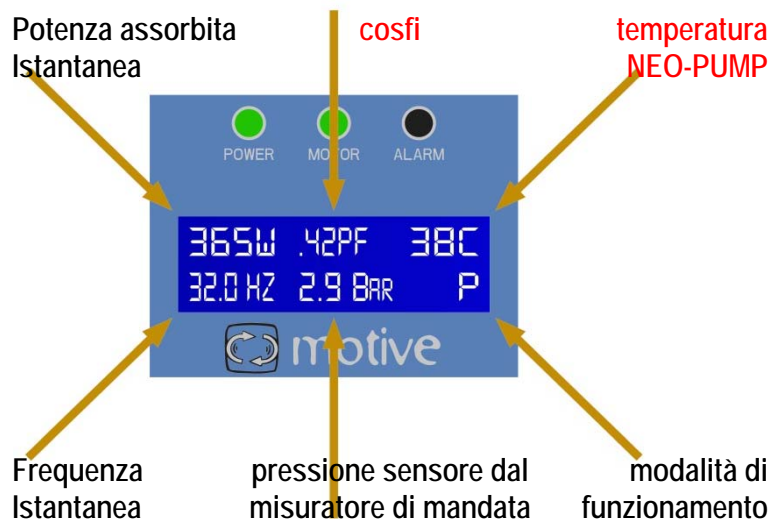 Potenza assorbita
Istantanea
cosfi
temperatura
NEO-PUMP
POWER MOTOR ALARM
365W .42PF 38C
32.0 HZ 2.9 BAR P
motive
Frequenza
Istantanea
pressione sensore dal
misuratore di mandata
modalità di
funzionamento